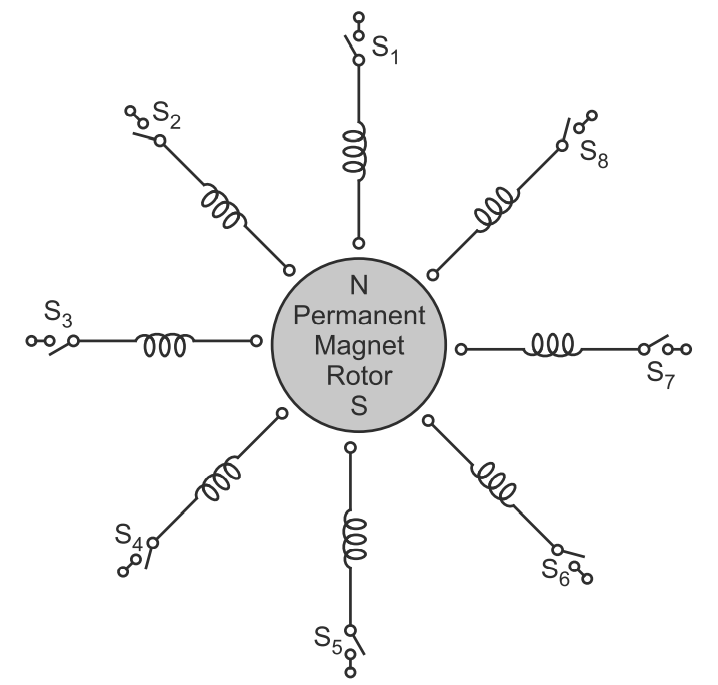 S1
S2
S8
N
Permanent
Magnet
Rotor
S
S3
S7
S4
S6
S5